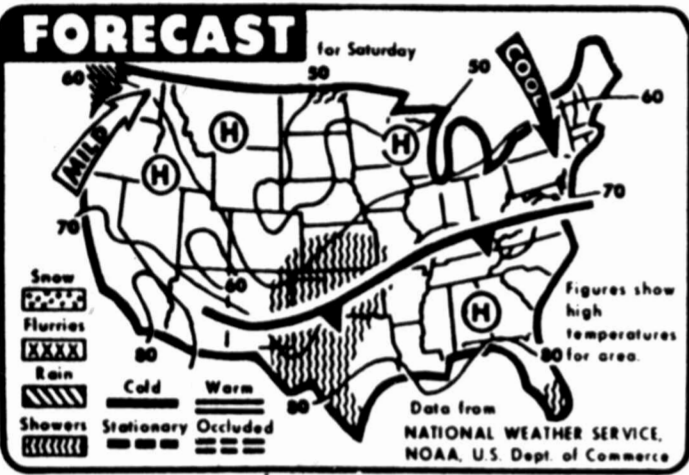 FORECAST
for Saturday
60
50
50
COOL
60
MILD
H
H
H
70
70
60
Snow
Flurries
XXXX
Rain
Showers
80
Cold
Warm
Stationary
Occluded
80
H
80
Figures show
high
temperatures
for area.
Data from
NATIONAL WEATHER SERVICE,
NOAA, U.S. Dept. of Commerce